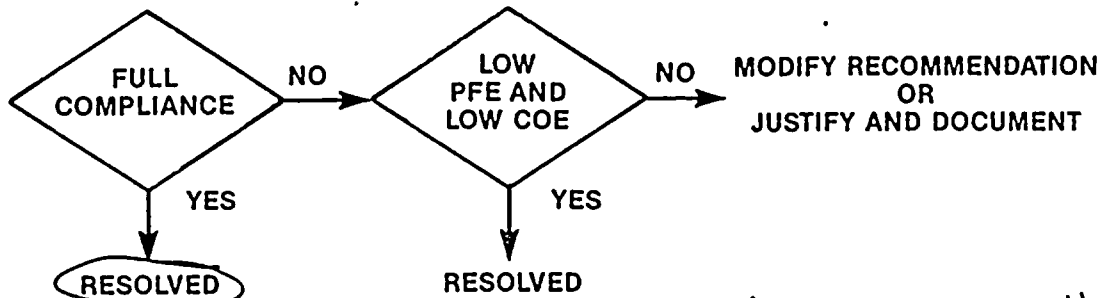 FULL
COMPLIANCE
NO
LOW
PFE AND
LOW COE
NO
MODIFY RECOMMENDATION
OR
JUSTIFY AND DOCUMENT
YES
YES
RESOLVED
RESOLVED